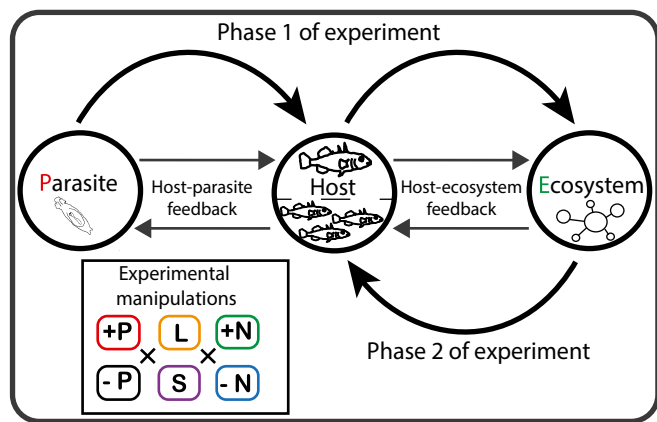 Phase 1 of experiment
Parasite
Host-parasite
feedback
Host
Host-ecosystem
feedback
Ecosystem
Experimental
manipulations
+P × L × +N
- P S - N
Phase 2 of experiment